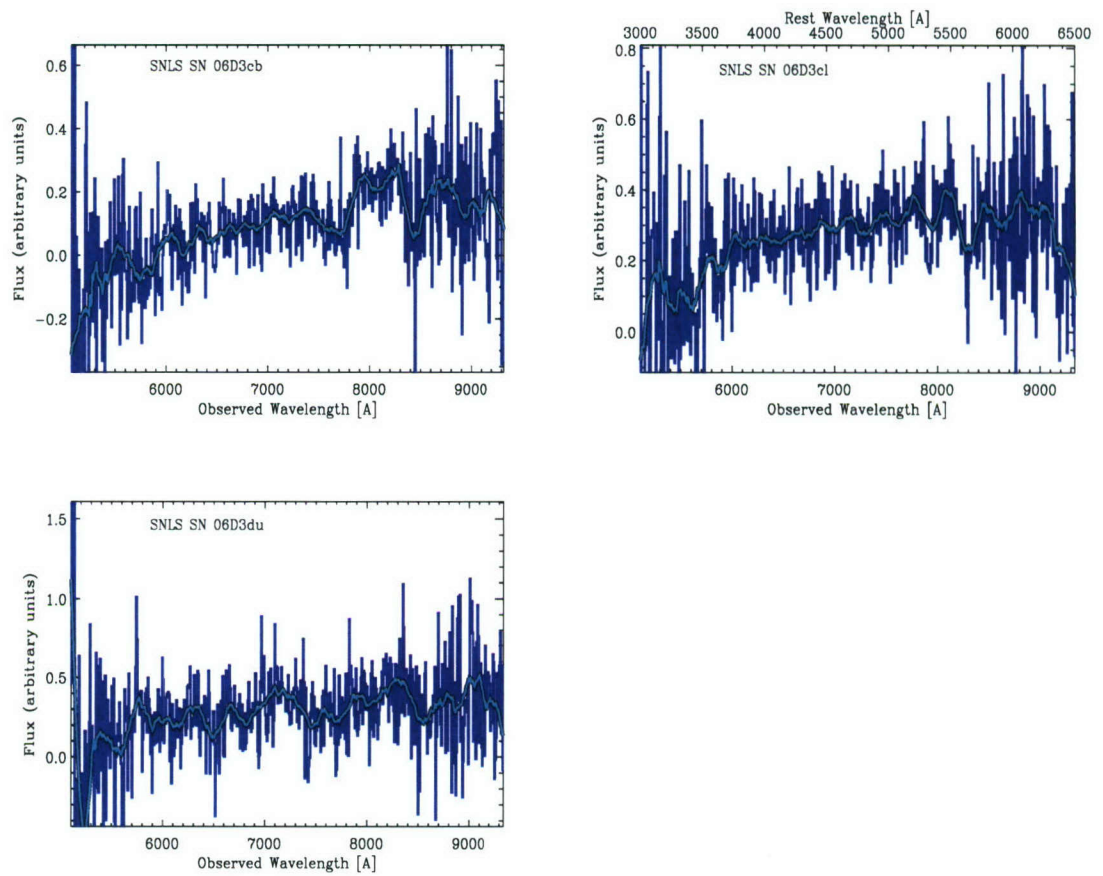 Rest Wavelength [A]
3000 3500 4000 4500 5000 5500 6000 6500
SNLS SN 06D3cb
0.6
0.4
0.2
0.0
−0.2
Flux (arbitrary units)
6000 7000 8000 9000
Observed Wavelength [A]
SNLS SN 06D3cl
0.8
0.6
0.4
0.2
0.0
Flux (arbitrary units)
6000 7000 8000 9000
Observed Wavelength [A]
SNLS SN 06D3du
1.5
1.0
0.5
0.0
Flux (arbitrary units)
6000 7000 8000 9000
Observed Wavelength [A]